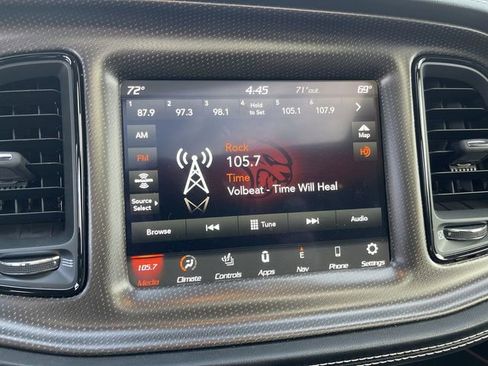 72° 4:45 71°out 69°
1 2 3 4 5 6
87.9 97.3 98.1 Hold to Set 105.1 107.9
AM
Map
FM
Rock
HD
105.7
Time
Volbeat - Time Will Heal
Source
Select
Browse Tune Audio
105.7
E
Media Climate Controls Apps Nav Phone Settings